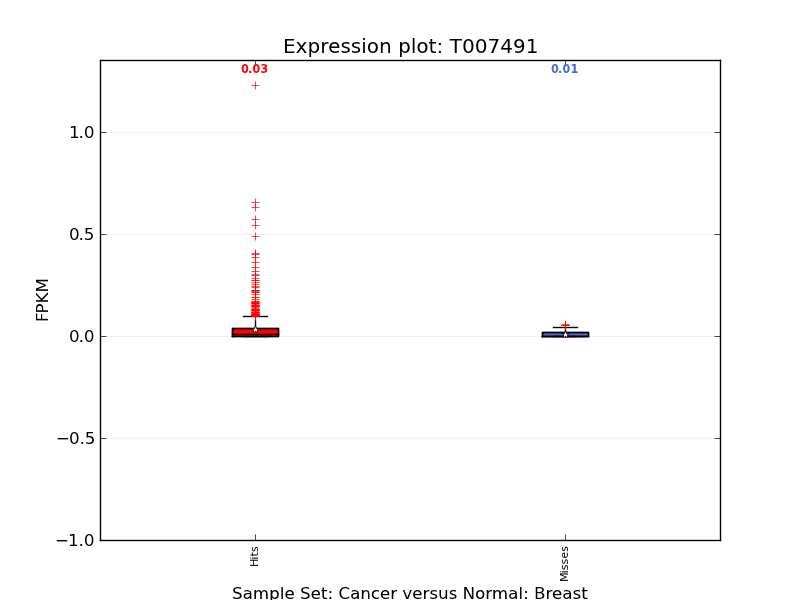 Expression plot: T007491
0.03
0.01
1.0
0.5
0.0
−0.5
−1.0
FPKM
Hits
Misses
Sample Set: Cancer versus Normal: Breast